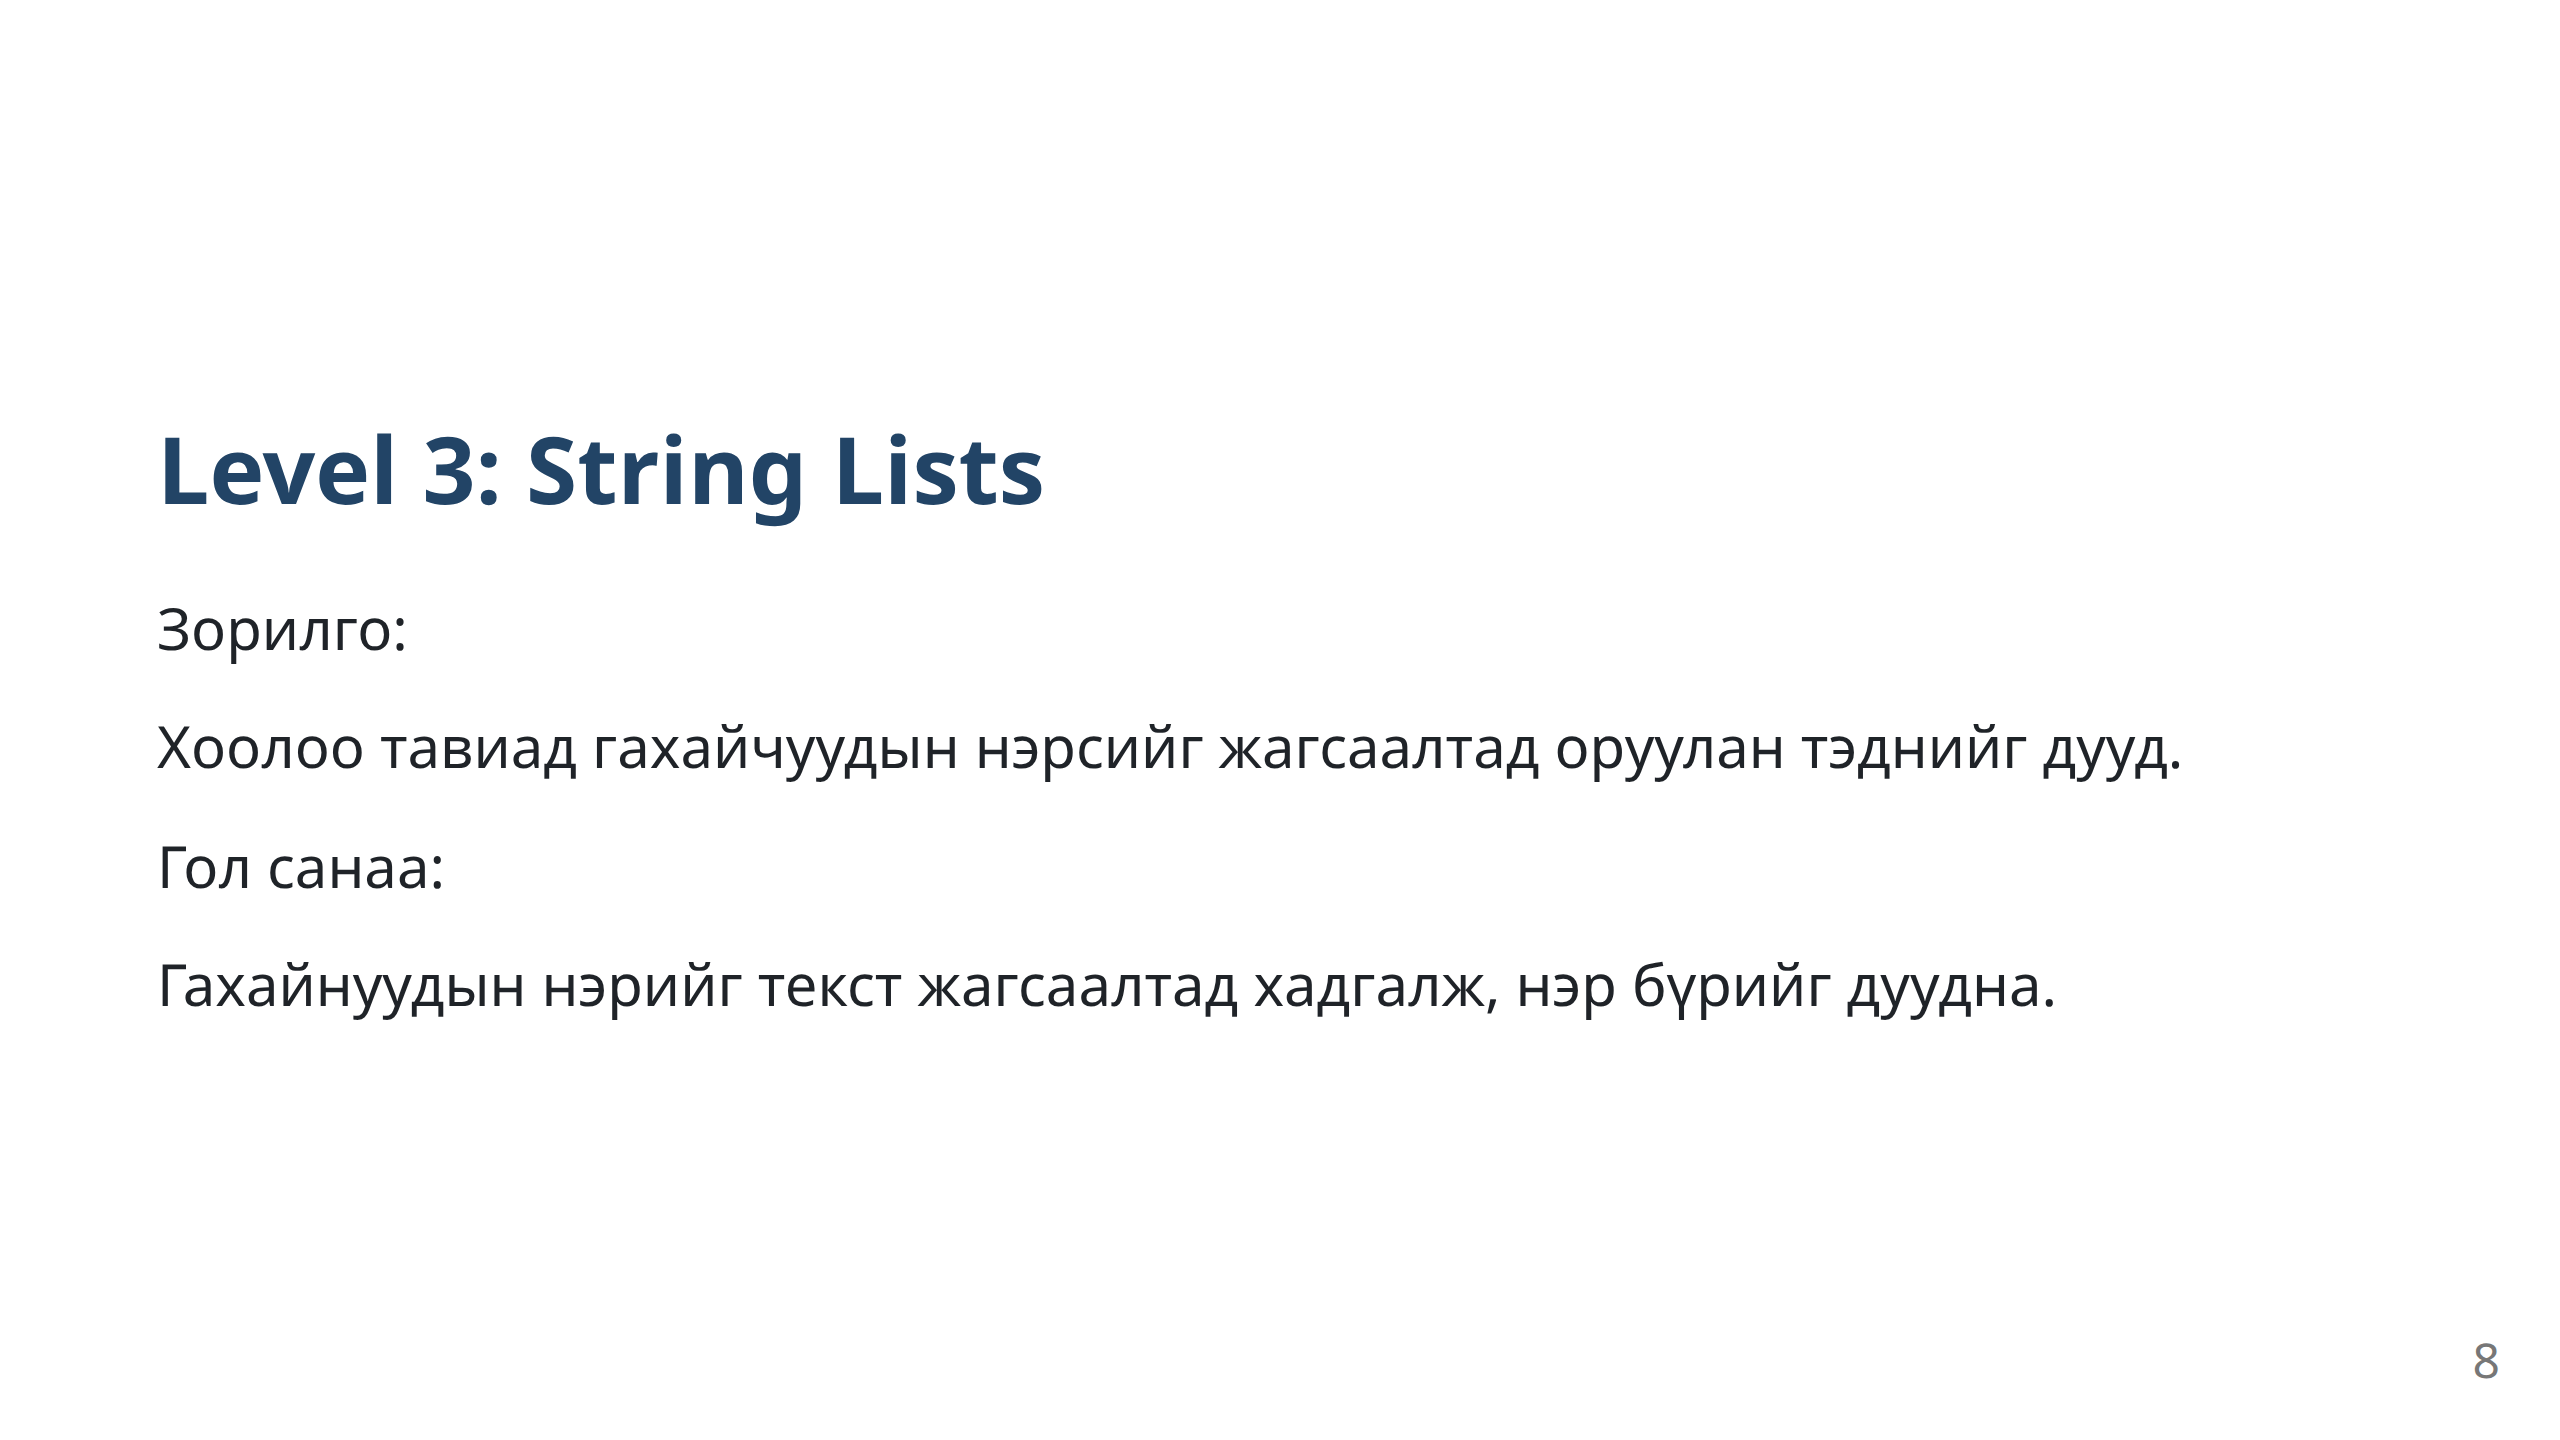 Level 3: String Lists
Зорилго:
Хоолоо тавиад гахайчуудын нэрсийг жагсаалтад оруулан тэднийг дууд.
Гол санаа:
Гахайнуудын нэрийг текст жагсаалтад хадгалж, нэр бүрийг дуудна.
8